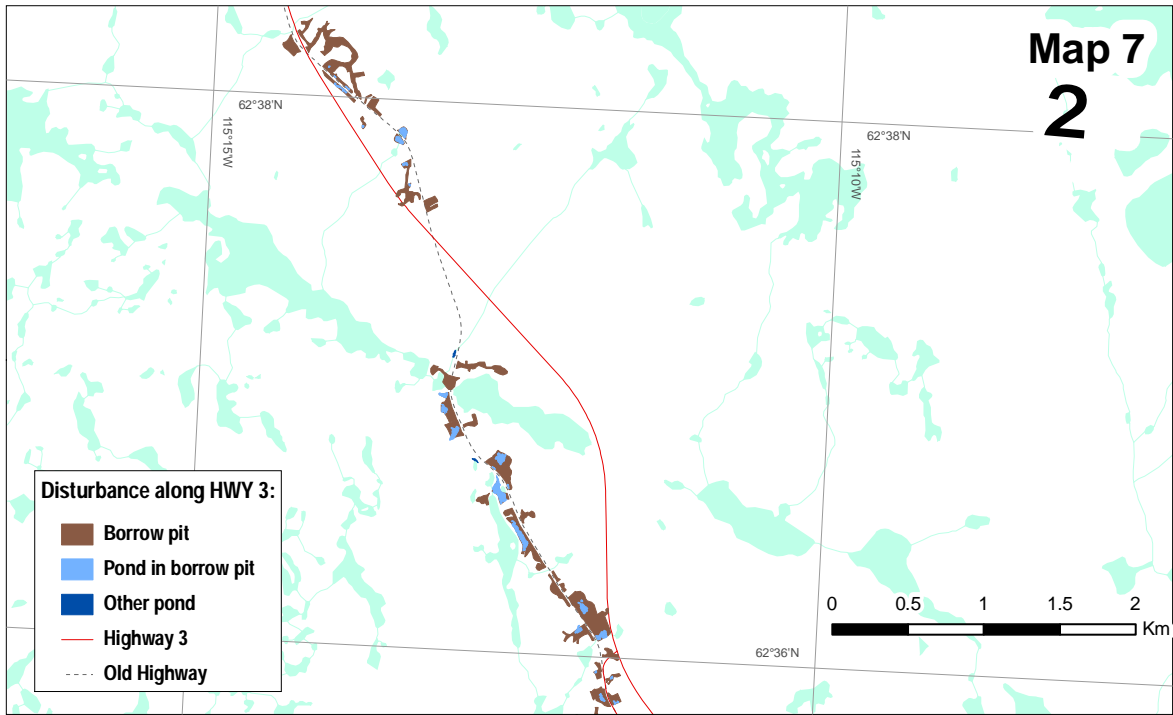 Map 7
2
62°38'N
115°15'W
62°38'N
115°10'W
Disturbance along HWY 3:
Borrow pit
Pond in borrow pit
Other pond
Highway 3
Old Highway
0 0.5 1 1.5 2
Km
62°36'N